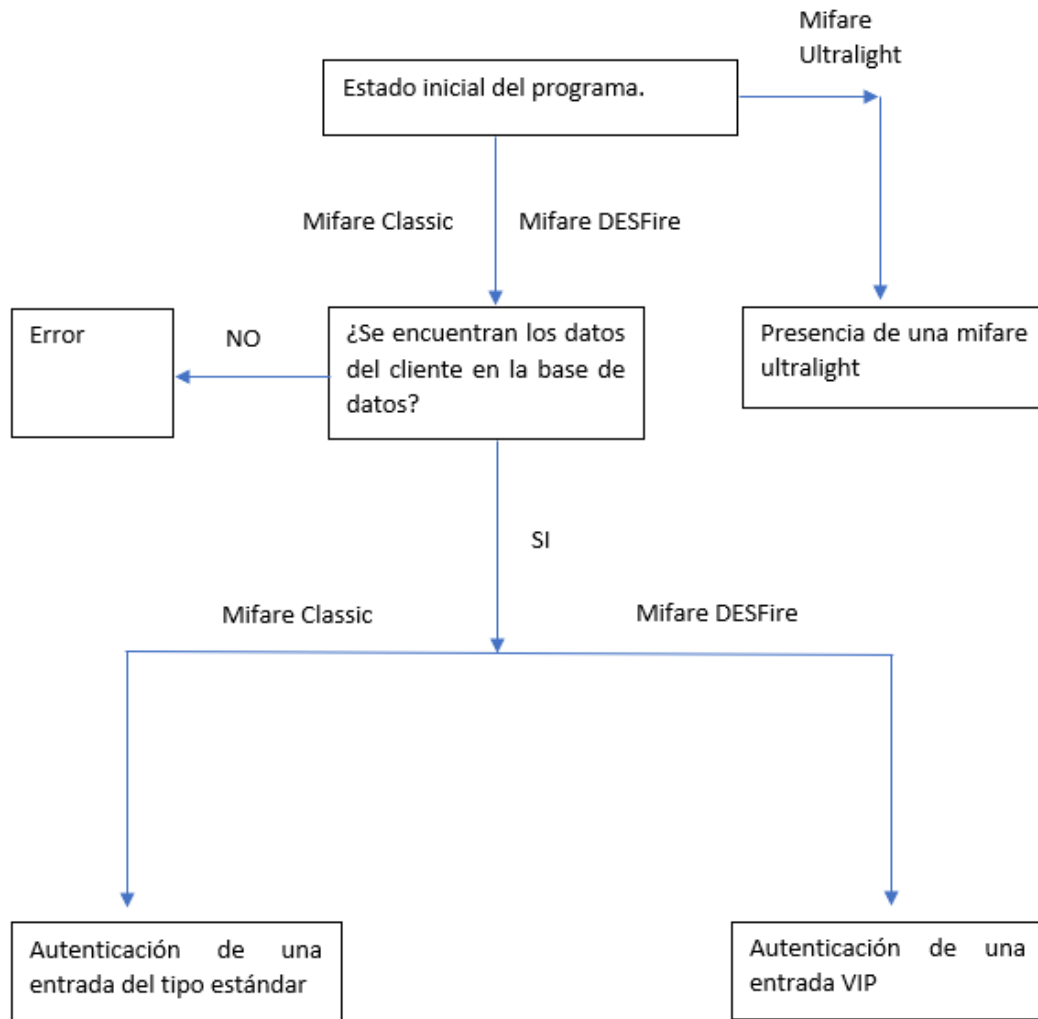 Mifare
Ultralight
Estado inicial del programa.
Mifare Classic
Mifare DESFire
Error
NO
¿Se encuentran los datos
del cliente en la base de
datos?
Presencia de una mifare
ultralight
SI
Mifare Classic
Mifare DESFire
Autenticación de una
entrada del tipo estándar
Autenticación de una
entrada VIP